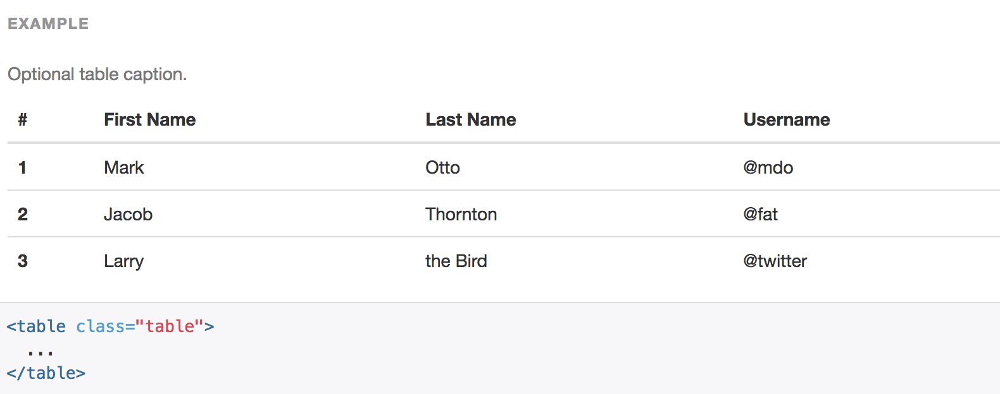 EXAMPLE
Optional table caption.
# First Name Last Name Username
1 Mark Otto @mdo
2 Jacob Thornton @fat
3 Larry the Bird @twitter
<table class="table">
...
</table>